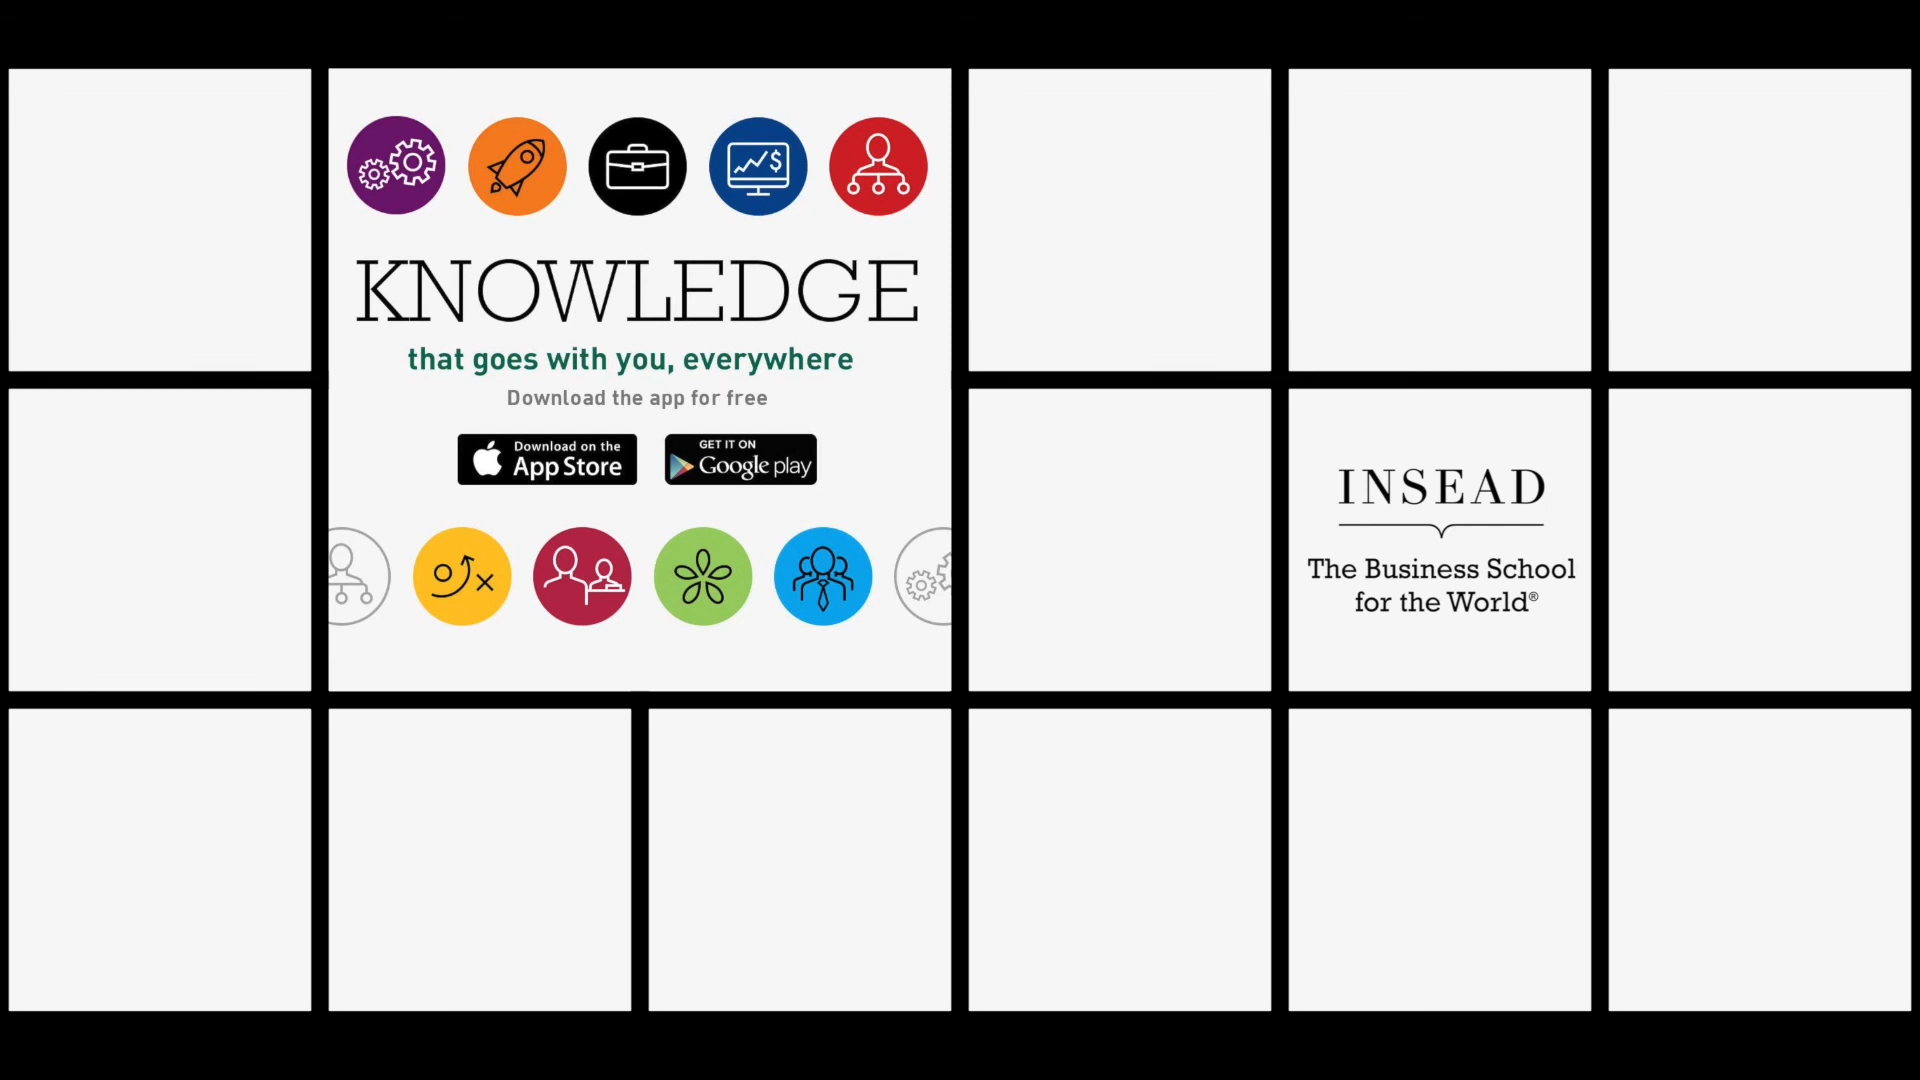 KNOWLEDGE
that goes with you, everywhere
Download the app for free
Download on the
App Store
GET IT ON
Google play
INSEAD
The Business School
for the World®